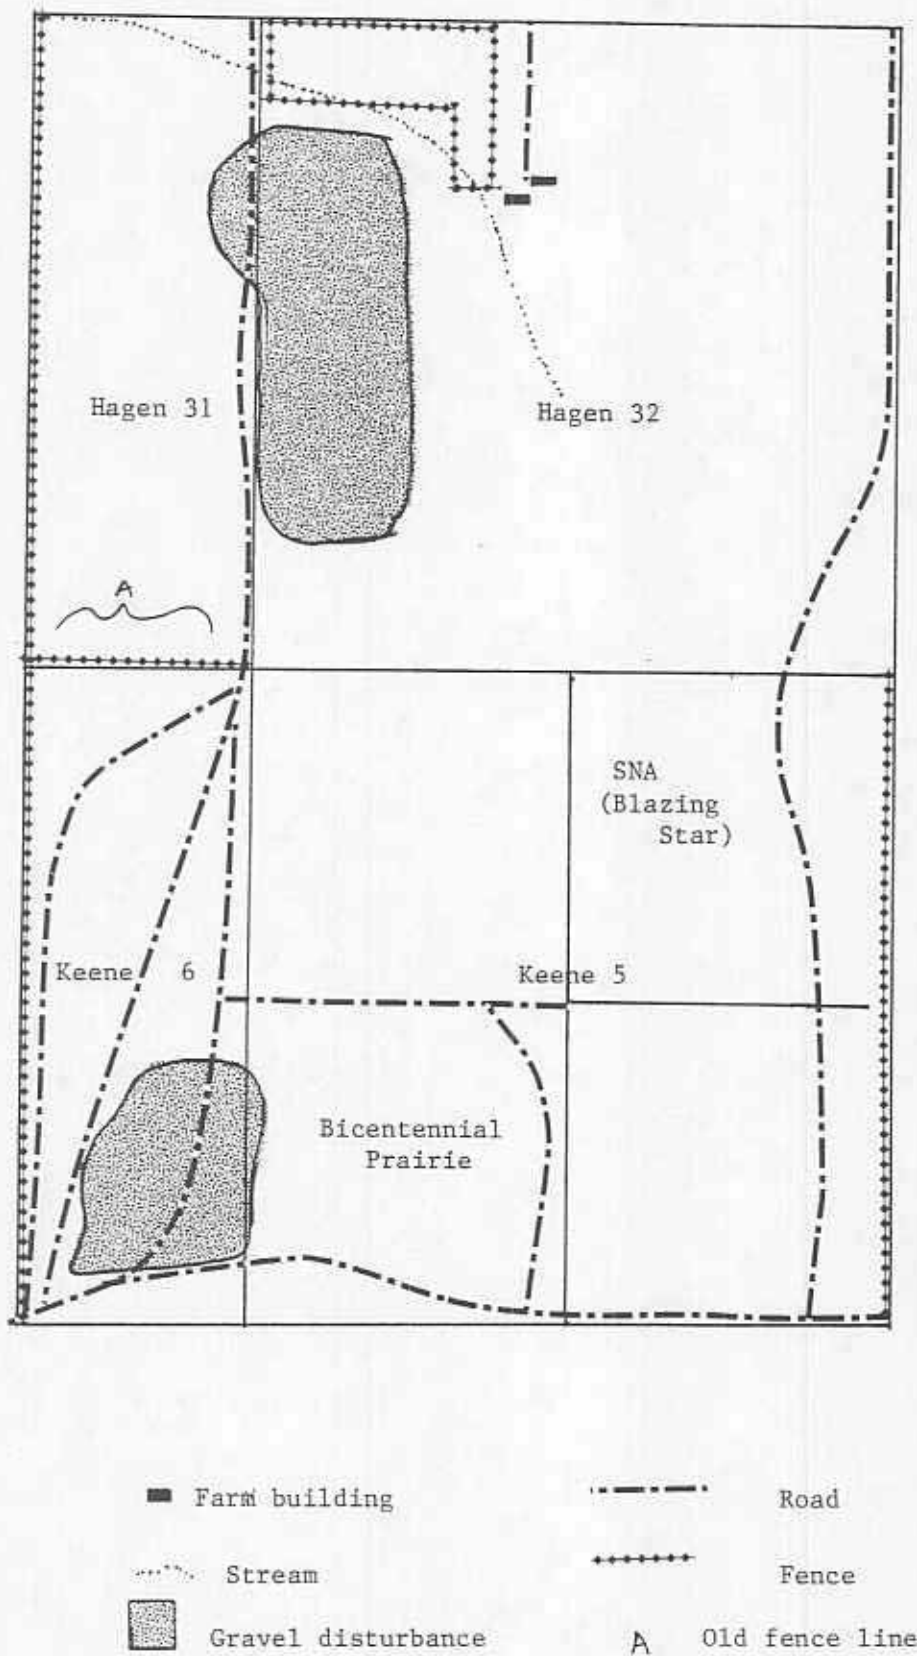 Hagen 31
Hagen 32
A
SNA
(Blazing
Star)
Keene 6
Keene 5
Bicentennial
Prairie
Farm building
Road
Stream
Fence
Gravel disturbance
A Old fence line